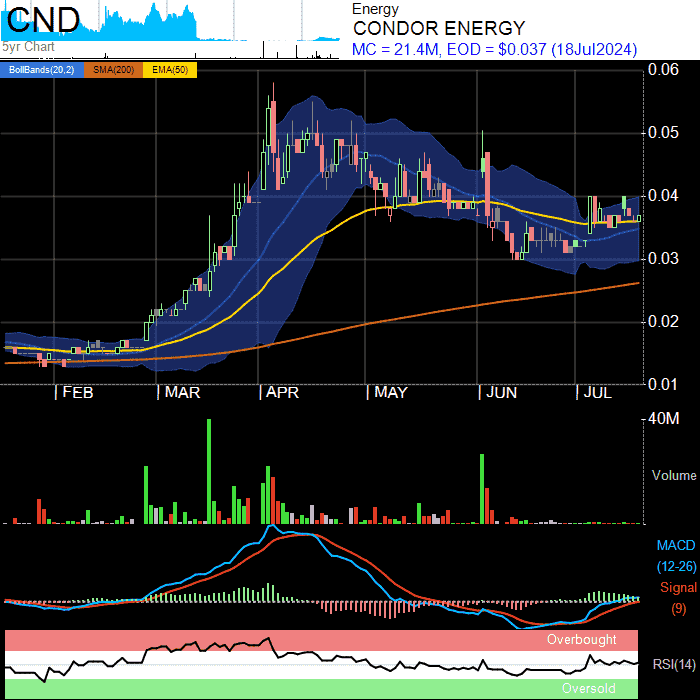 CND
5yr Chart
Energy
CONDOR ENERGY
MC = 21.4M, EOD = $0.037 (18Jul2024)
BollBands(20,2) SMA(200) EMA(50)
0.06
0.05
0.04
0.03
0.02
0.01
FEB MAR APR MAY JUN JUL
40M
Volume
MACD
(12-26)
Signal
(9)
Overbought
RSI(14)
Oversold